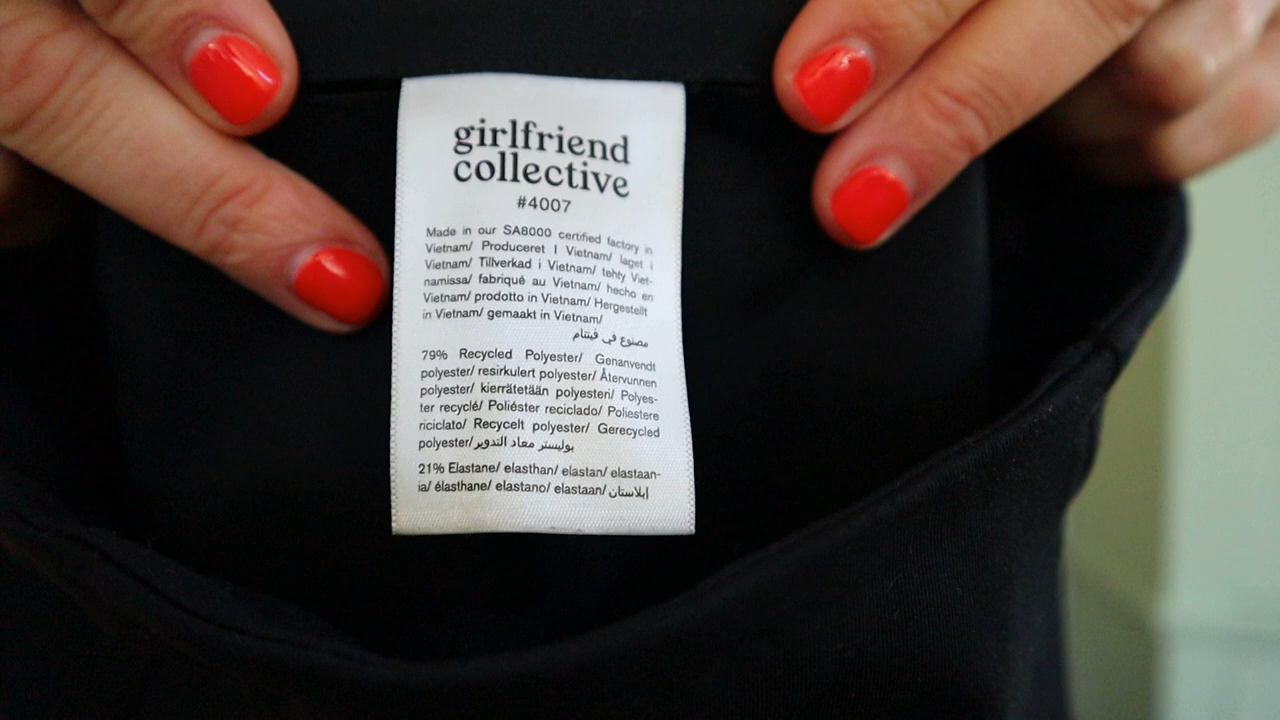 girlfriend
collective
#4007
Made in our SA8000 certified factory in
Vietnam/ Produceret I Vietnam/ laget i
Vietnam/ Tillverkad i Vietnam/ tehty Viet-
namissa/ fabriqué au Vietnam/ hecho en
Vietnam/ prodotto in Vietnam/ Hergestellt
in Vietnam/ gemaakt in Vietnam/
مصنوع في فيتنام
79% Recycled Polyester/ Genanvendt
polyester/ resirkulert polyester/ Återvunnen
polyester/ kierrätetään polyesteri/ Polyes-
ter recyclé/ Poliéster reciclado/ Poliestere
riciclato/ Recycelt polyester/ Gerecycled
polyester/ بوليستر معاد التدوير
21% Elastane/ elasthan/ elastan/ elastaan-
ia/ élasthane/ elastano/ elastaan/ إيلاستان